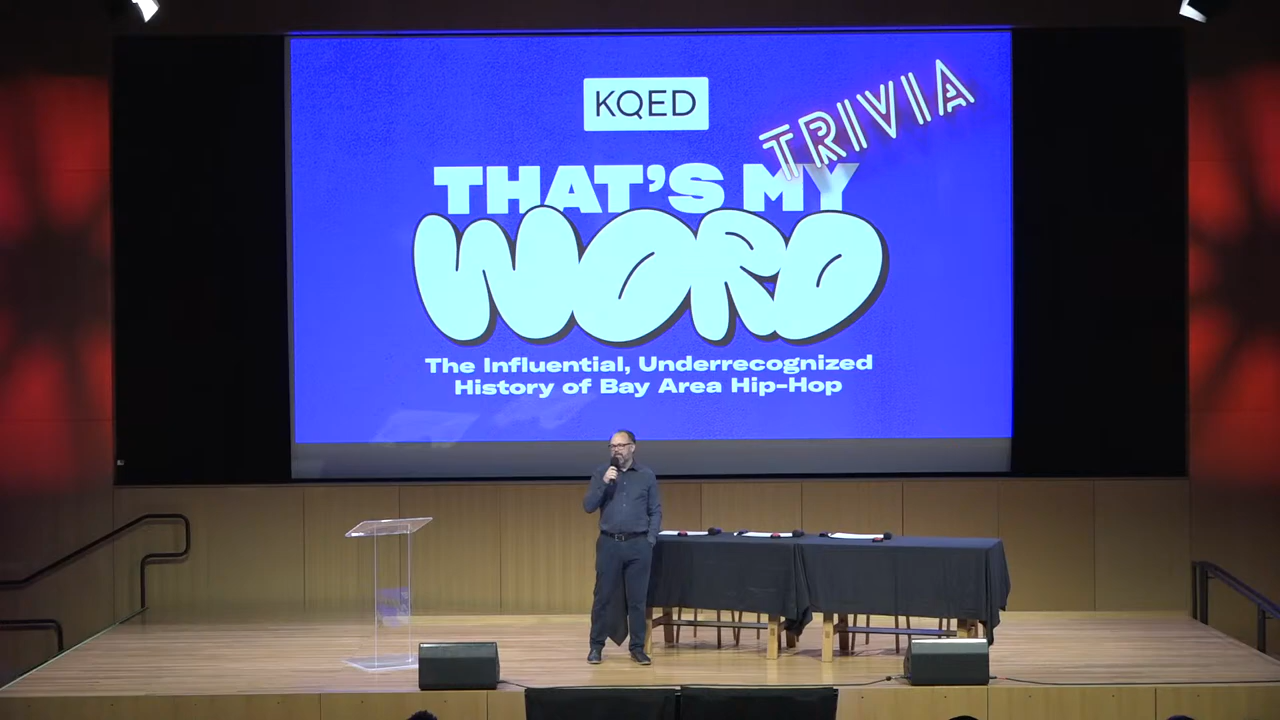 KQED
TRIVIA
THAT'S MY
WORD
The Influential, Underrecognized
History of Bay Area Hip-Hop